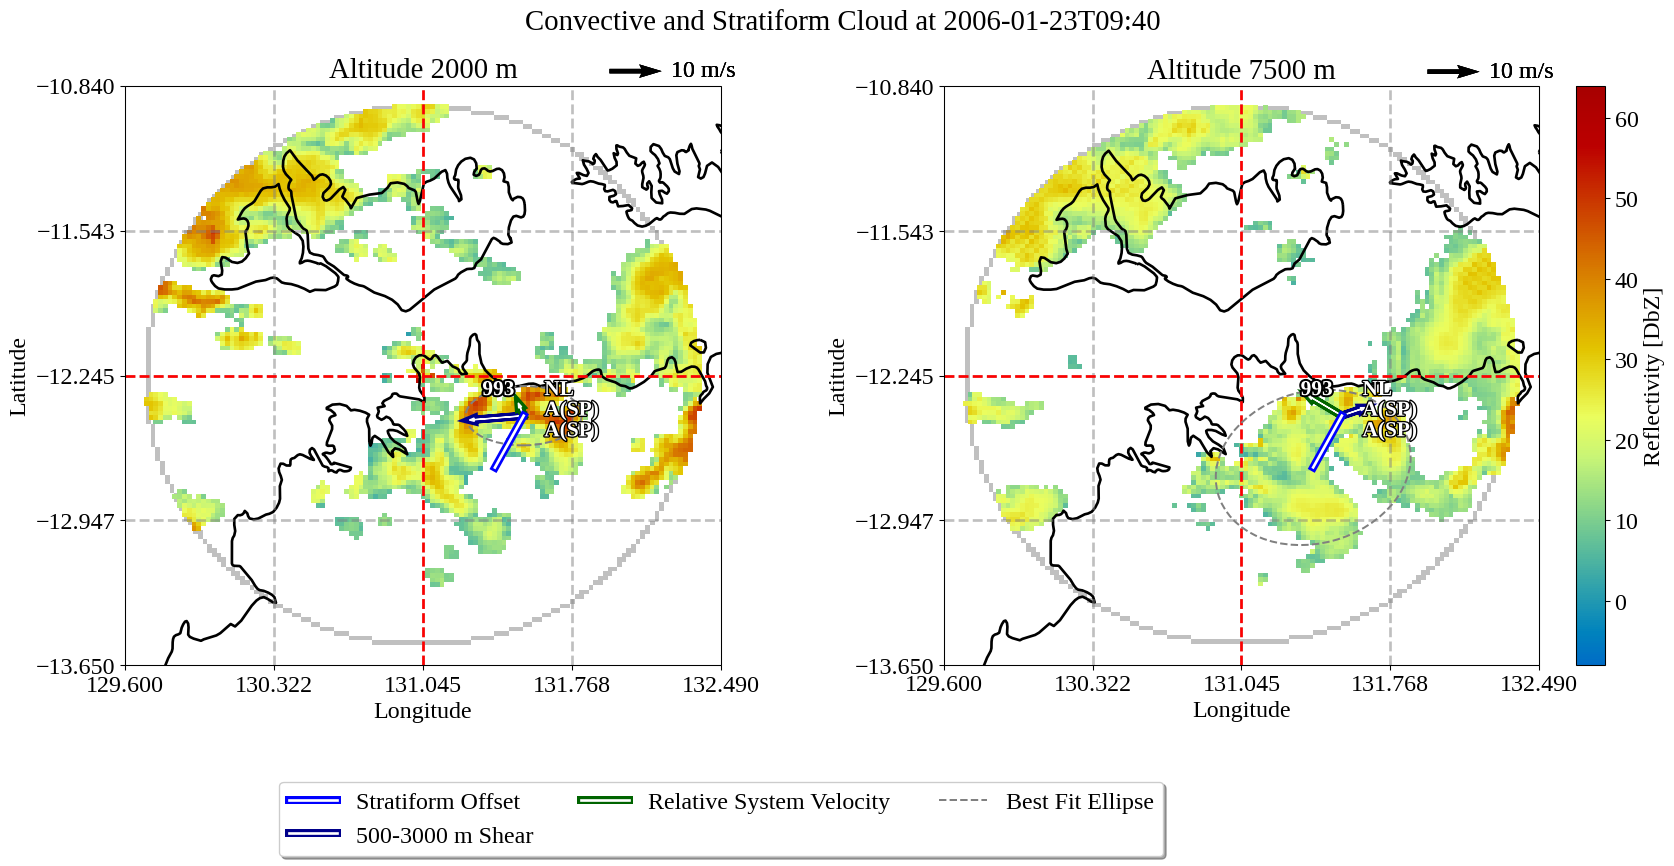 Convective and Stratiform Cloud at 2006-01-23T09:40
Altitude 2000 m
10 m/s
−10.840
−11.543
−12.245
−12.947
−13.650
Latitude
993
NL
A(SP)
A(SP)
129.600
130.322
131.045
131.768
132.490
Longitude
Altitude 7500 m
10 m/s
−10.840
−11.543
−12.245
−12.947
−13.650
Latitude
993
NL
A(SP)
A(SP)
129.600
130.322
131.045
131.768
132.490
Longitude
60
50
40
30
20
10
0
Reflectivity [DbZ]
Stratiform Offset
Relative System Velocity
Best Fit Ellipse
500-3000 m Shear